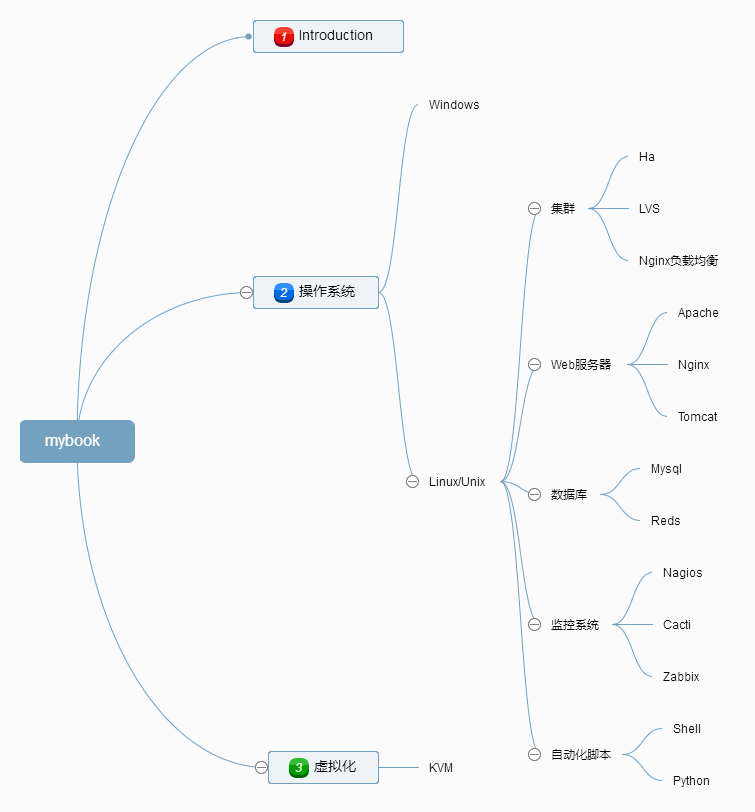 mybook
1 Introduction
2 操作系统
Windows
Linux/Unix
集群
Ha
LVS
Nginx负载均衡
Web服务器
Apache
Nginx
Tomcat
数据库
Mysql
Reds
监控系统
Nagios
Cacti
Zabbix
自动化脚本
Shell
Python
3 虚拟化
KVM